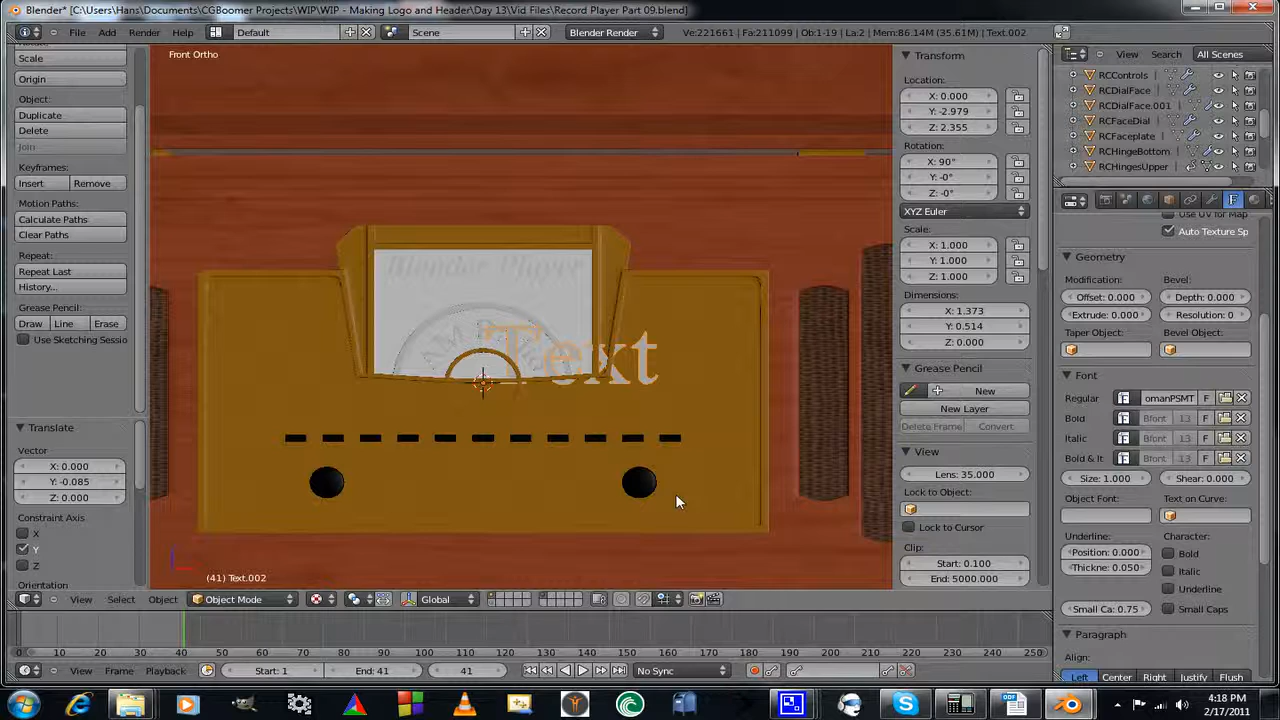 Blender* [C:\Users\Hans\Documents\CGBoomer Projects\WIP\WIP - Making Logo and Header\Day 13\Vid Files\Record Player Part 09.blend]
File Add Render Help Default Scene Blender Render Ve:221661 | Fa:211099 | Ob:1-19 | La:2 | Mem:86.14M (35.61M) | Text.002
Scale
Origin
Object:
Duplicate
Delete
Join
Keyframes:
Insert Remove
Motion Paths:
Calculate Paths
Clear Paths
Repeat:
Repeat Last
History...
Grease Pencil:
Draw Line Erase
Use Sketching Sessio
Translate
Vector
X: 0.000
Y: -0.085
Z: 0.000
Constraint Axis
X
Y
Z
Orientation
Front Ortho
Blender Player
Text
(41) Text.002
View Select Object Object Mode Global
Transform
Location:
X: 0.000
Y: -2.979
Z: 2.355
Rotation:
X: 90°
Y: -0°
Z: -0°
XYZ Euler
Scale:
X: 1.000
Y: 1.000
Z: 1.000
Dimensions:
X: 1.373
Y: 0.514
Z: 0.000
Grease Pencil
New
New Layer
Delete Frame Convert
View
Lens: 35.000
Lock to Object:
Lock to Cursor
Clip:
Start: 0.100
End: 5000.000
View Search All Scenes
RCControls
RCDialFace
RCDialFace.001
RCFaceDial
RCFaceplate
RCHingeBottom
RCHingesUpper
Use UV for Map
Auto Texture Sp
Geometry
Modification: Bevel:
Offset: 0.000 Depth: 0.000
Extrude: 0.000 Resolution: 0
Taper Object: Bevel Object:
Font
Regular omanPSMT F
Bold Bfont 13 F
Italic Bfont 13 F
Bold & It Bfont 13 F
Size: 1.000 Shear: 0.000
Object Font: Text on Curve:
Underline: Character:
Position: 0.000 Bold
Thickne: 0.050 Italic
Underline
Small Ca: 0.75 Small Caps
Paragraph
Align:
Left Center Right Justify Flush
0 10 20 30 40 50 60 70 80 90 100 110 120 130 140 150 160 170 180 190 200 210 220 230 240 250
View Frame Playback Start: 1 End: 41 41 No Sync
4:18 PM
2/17/2011